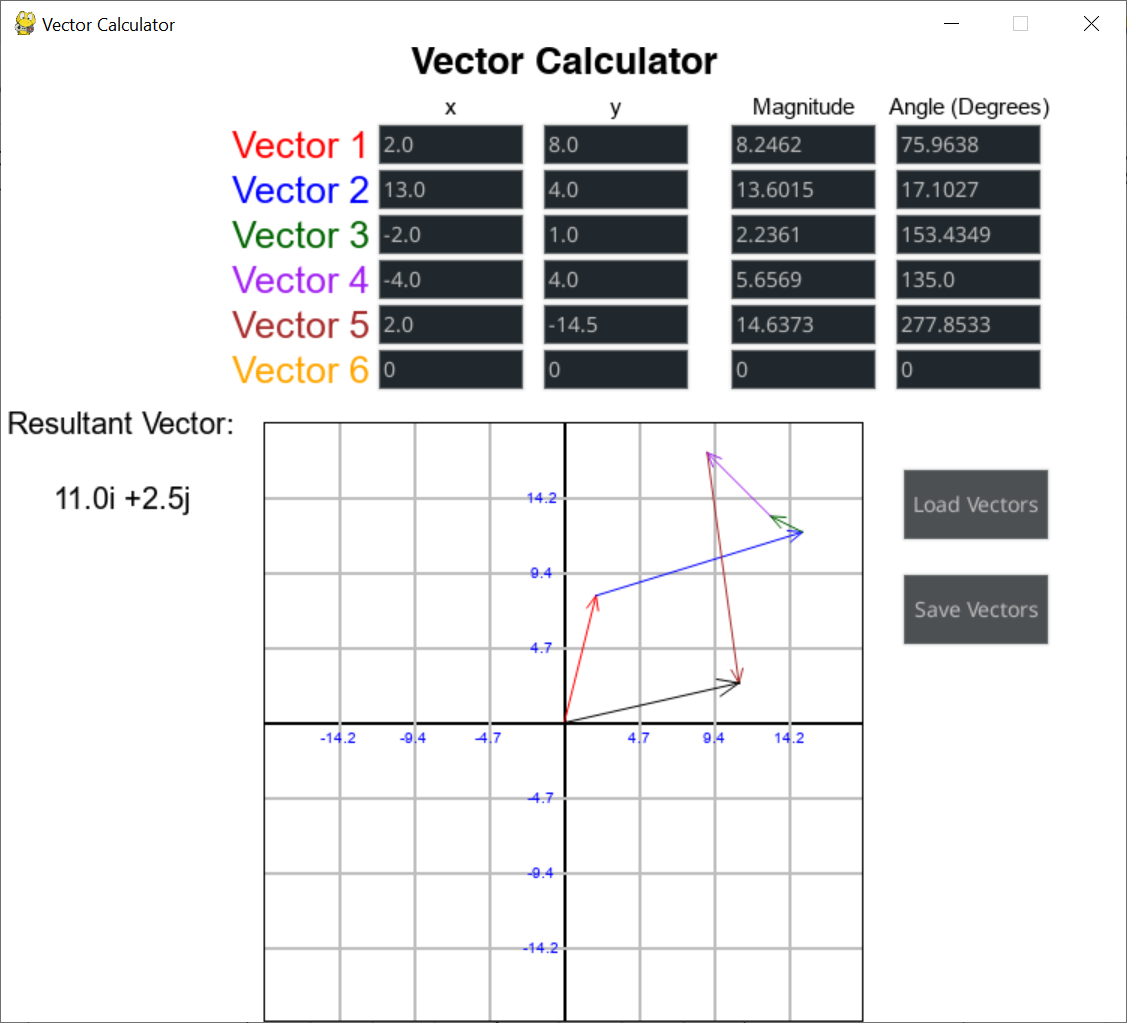 Vector Calculator
Vector Calculator
x y Magnitude Angle (Degrees)
Vector 1 2.0 8.0 8.2462 75.9638
Vector 2 13.0 4.0 13.6015 17.1027
Vector 3 -2.0 1.0 2.2361 153.4349
Vector 4 -4.0 4.0 5.6569 135.0
Vector 5 2.0 -14.5 14.6373 277.8533
Vector 6 0 0 0 0
Resultant Vector:
11.0i +2.5j
14.2
9.4
4.7
-14.2 -9.4 -4.7 4.7 9.4 14.2
-4.7
-9.4
-14.2
Load Vectors
Save Vectors